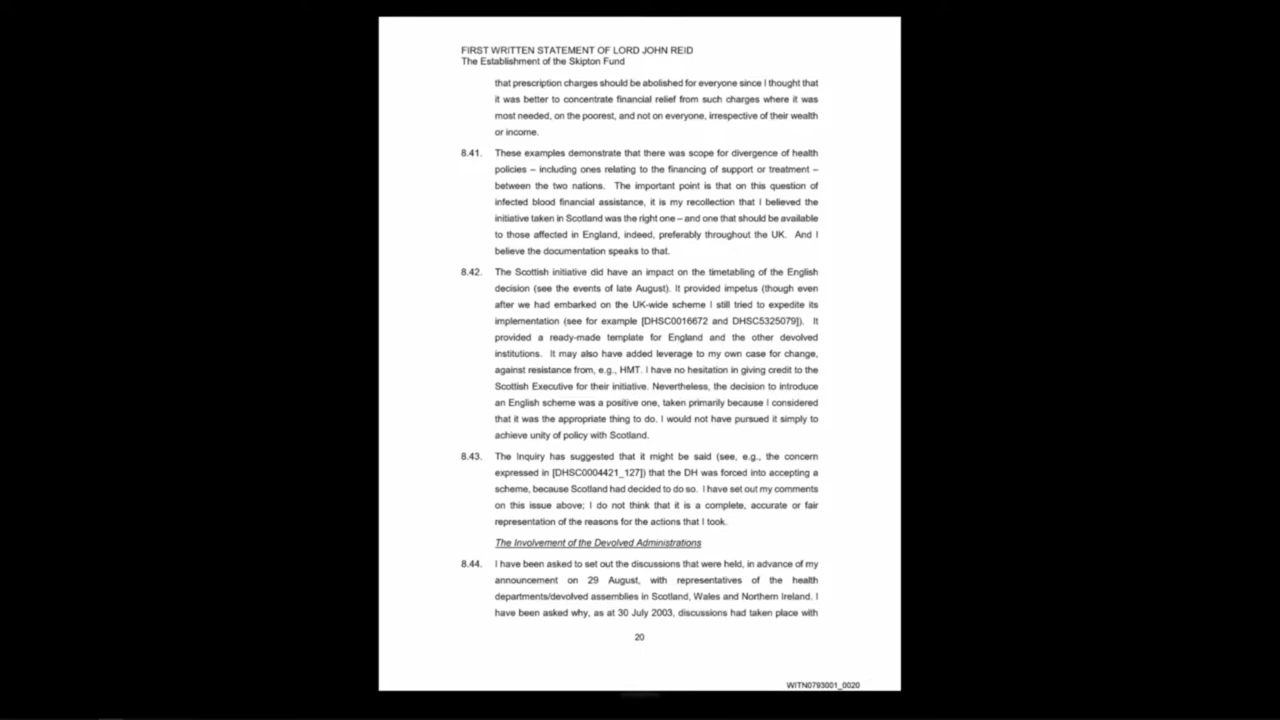 FIRST WRITTEN STATEMENT OF LORD JOHN REID
The Establishment of the Skipton Fund
that prescription charges should be abolished for everyone since I thought that
it was better to concentrate financial relief from such charges where it was
most needed, on the poorest, and not on everyone, irrespective of their wealth
or income.
8.41. These examples demonstrate that there was scope for divergence of health
policies – including ones relating to the financing of support or treatment –
between the two nations. The important point is that on this question of
infected blood financial assistance, it is my recollection that I believed the
initiative taken in Scotland was the right one – and one that should be available
to those affected in England, indeed, preferably throughout the UK. And I
believe the documentation speaks to that.
8.42. The Scottish initiative did have an impact on the timetabling of the English
decision (see the events of late August). It provided impetus (though even
after we had embarked on the UK-wide scheme I still tried to expedite its
implementation (see for example [DHSC0016672 and DHSC5325079]). It
provided a ready-made template for England and the other devolved
institutions. It may also have added leverage to my own case for change,
against resistance from, e.g., HMT. I have no hesitation in giving credit to the
Scottish Executive for their initiative. Nevertheless, the decision to introduce
an English scheme was a positive one, taken primarily because I considered
that it was the appropriate thing to do. I would not have pursued it simply to
achieve unity of policy with Scotland.
8.43. The Inquiry has suggested that it might be said (see, e.g., the concern
expressed in [DHSC0004421_127]) that the DH was forced into accepting a
scheme, because Scotland had decided to do so. I have set out my comments
on this issue above; I do not think that it is a complete, accurate or fair
representation of the reasons for the actions that I took.
The Involvement of the Devolved Administrations
8.44. I have been asked to set out the discussions that were held, in advance of my
announcement on 29 August, with representatives of the health
departments/devolved assemblies in Scotland, Wales and Northern Ireland. I
have been asked why, as at 30 July 2003, discussions had taken place with
20
WITN0793001_0020